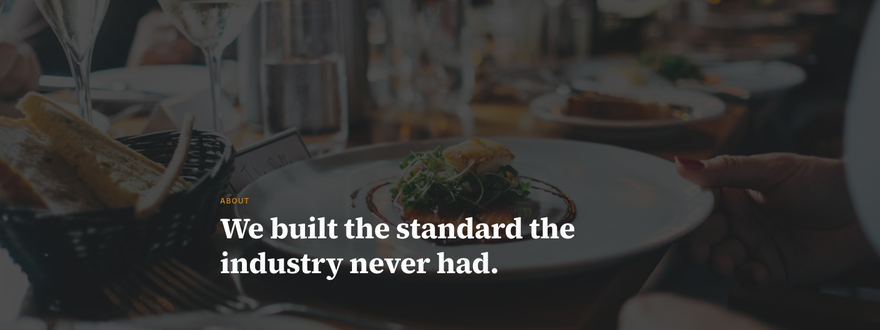 ABOUT
We built the standard the
industry never had.